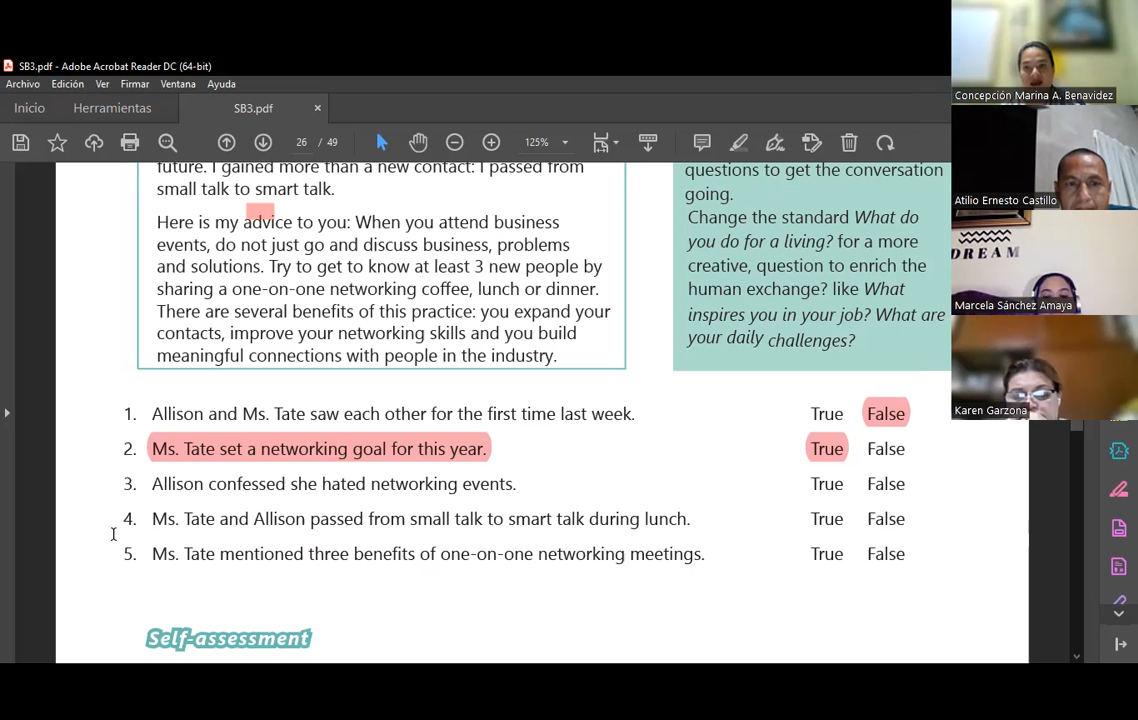 SB3.pdf - Adobe Acrobat Reader DC (64-bit)
Archivo Edición Ver Firmar Ventana Ayuda
Inicio Herramientas SB3.pdf ×
26 / 49 125%
future. I gained more than a new contact: I passed from
small talk to smart talk.
Here is my advice to you: When you attend business
events, do not just go and discuss business, problems
and solutions. Try to get to know at least 3 new people by
sharing a one-on-one networking coffee, lunch or dinner.
There are several benefits of this practice: you expand your
contacts, improve your networking skills and you build
meaningful connections with people in the industry.
questions to get the conversation
going.
Change the standard What do
you do for a living? for a more
creative, question to enrich the
human exchange? like What
inspires you in your job? What are
your daily challenges?
1. Allison and Ms. Tate saw each other for the first time last week. True False
2. Ms. Tate set a networking goal for this year. True False
3. Allison confessed she hated networking events. True False
4. Ms. Tate and Allison passed from small talk to smart talk during lunch. True False
5. Ms. Tate mentioned three benefits of one-on-one networking meetings. True False
Self-assessment
Concepción Marina A. Benavidez
Atilio Ernesto Castillo
DREAM
Marcela Sánchez Amaya
Karen Garzona